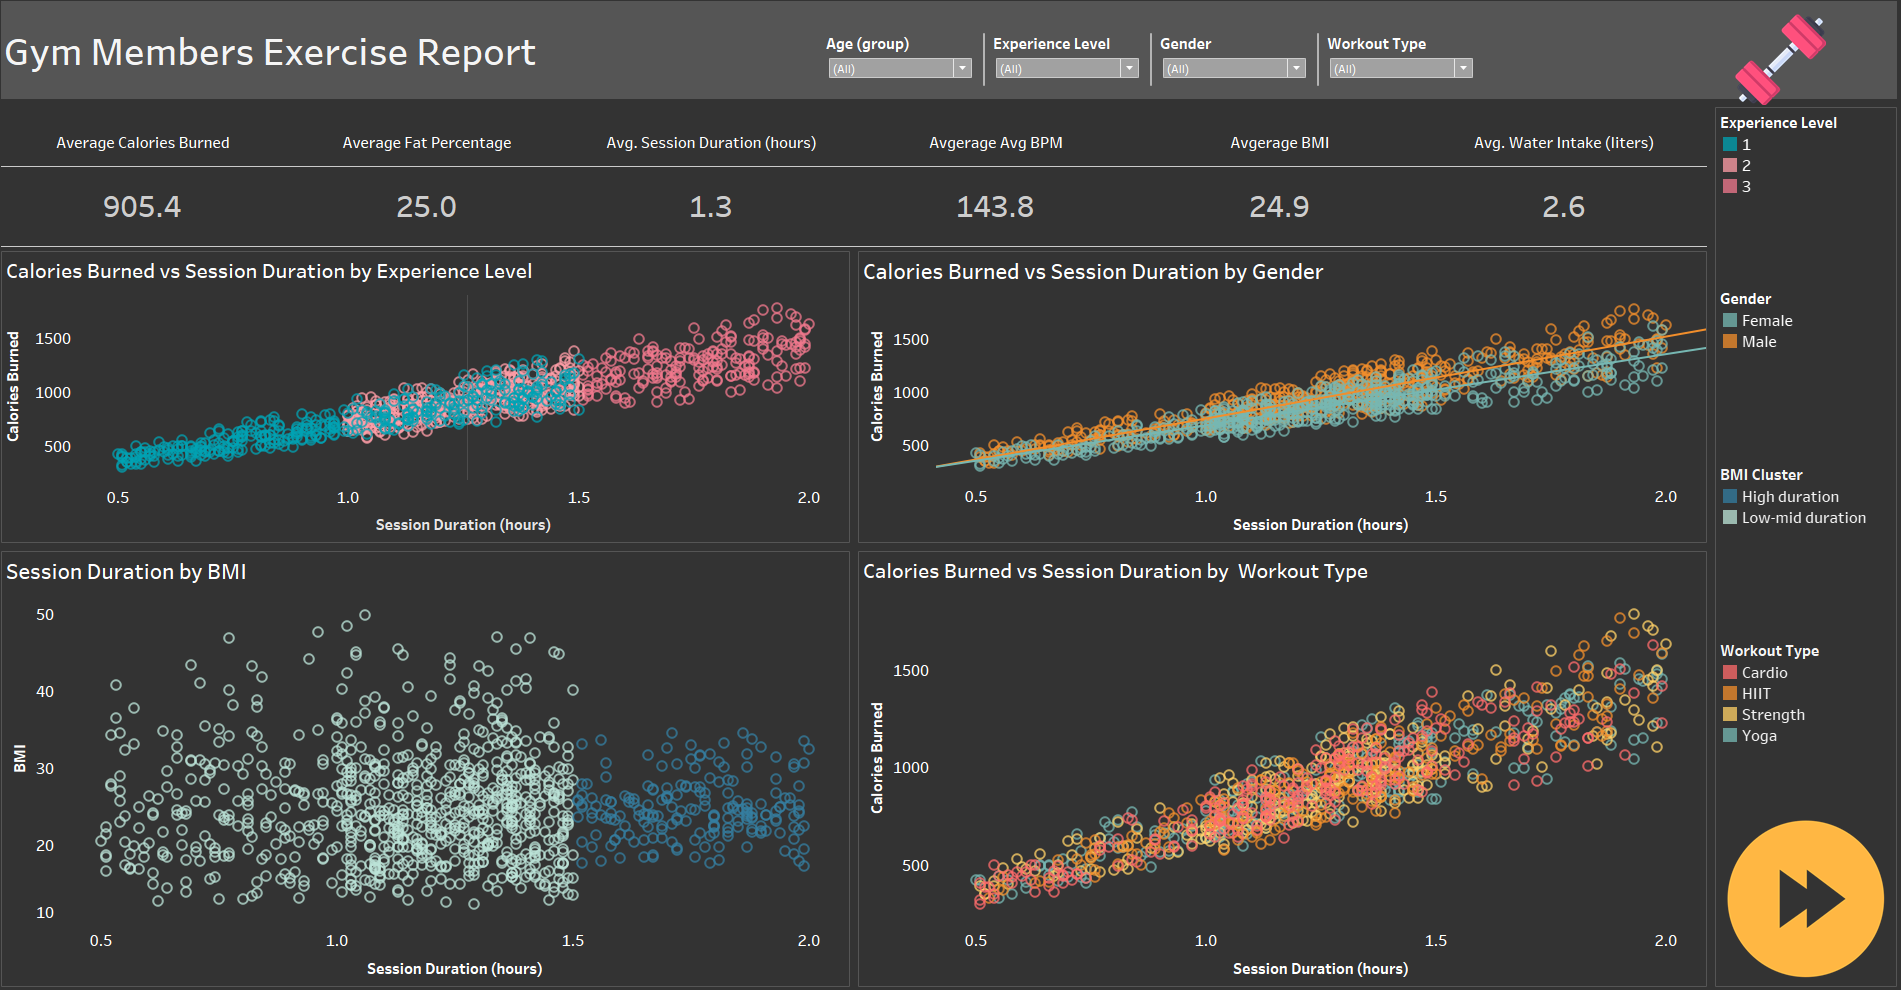 Gym Members Exercise Report
Age (group)
(All)
Experience Level
(All)
Gender
(All)
Workout Type
(All)
Average Calories Burned
Average Fat Percentage
Avg. Session Duration (hours)
Avgerage Avg BPM
Avgerage BMI
Avg. Water Intake (liters)
905.4
25.0
1.3
143.8
24.9
2.6
Calories Burned vs Session Duration by Experience Level
Calories Burned
1500
1000
500
0.5
1.0
1.5
2.0
Session Duration (hours)
Calories Burned vs Session Duration by Gender
Calories Burned
1500
1000
500
0.5
1.0
1.5
2.0
Session Duration (hours)
Session Duration by BMI
BMI
50
40
30
20
10
0.5
1.0
1.5
2.0
Session Duration (hours)
Calories Burned vs Session Duration by  Workout Type
Calories Burned
1500
1000
500
0.5
1.0
1.5
2.0
Session Duration (hours)
Experience Level
1
2
3
Gender
Female
Male
BMI Cluster
High duration
Low-mid duration
Workout Type
Cardio
HIIT
Strength
Yoga